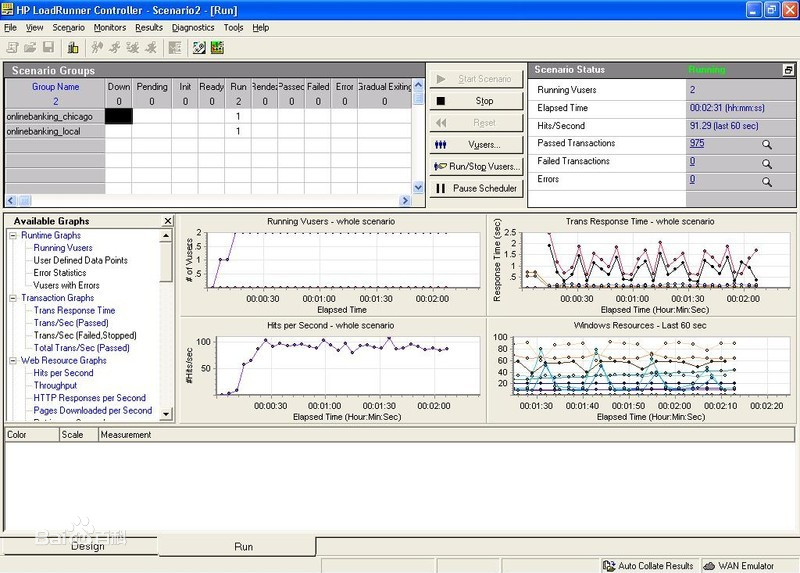 HP LoadRunner Controller - Scenario2 - [Run]
File View Scenario Monitors Results Diagnostics Tools Help
Scenario Groups
Group Name Down Pending Init Ready Run Rendez Passed Failed Error Gradual Exiting
2 0 0 0 0 2 0 0 0 0 0
onlinebanking_chicago 1
onlinebanking_local 1
Start Scenario
Stop
Reset
Vusers...
Run/Stop Vusers...
Pause Scheduler
Scenario Status Running
Running Vusers 2
Elapsed Time 00:02:31 (hh:mm:ss)
Hits/Second 91.29 (last 60 sec)
Passed Transactions 975
Failed Transactions 0
Errors 0
Available Graphs
Runtime Graphs
Running Vusers
User Defined Data Points
Error Statistics
Vusers with Errors
Transaction Graphs
Trans Response Time
Trans/Sec (Passed)
Trans/Sec (Failed,Stopped)
Total Trans/Sec (Passed)
Web Resource Graphs
Hits per Second
Throughput
HTTP Responses per Second
Pages Downloaded per Second
Running Vusers - whole scenario
# of Vusers
2
1
0
00:00:30 00:01:00 00:01:30 00:02:00
Elapsed Time
Trans Response Time - whole scenario
Response Time (sec)
2.5
2
1.5
1
.5
00:00:30 00:01:00 00:01:30 00:02:00
Elapsed Time (Hour:Min:Sec)
Hits per Second - whole scenario
#Hits/sec
100
50
00:00:30 00:01:00 00:01:30 00:02:00
Elapsed Time (Hour:Min:Sec)
Windows Resources - Last 60 sec
100
80
60
40
20
0
00:01:30 00:01:40 00:01:50 00:02:00 00:02:10 00:02:20
Elapsed Time (Hour:Min:Sec)
Color Scale Measurement
Baidu百科
Design Run
Auto Collate Results WAN Emulator